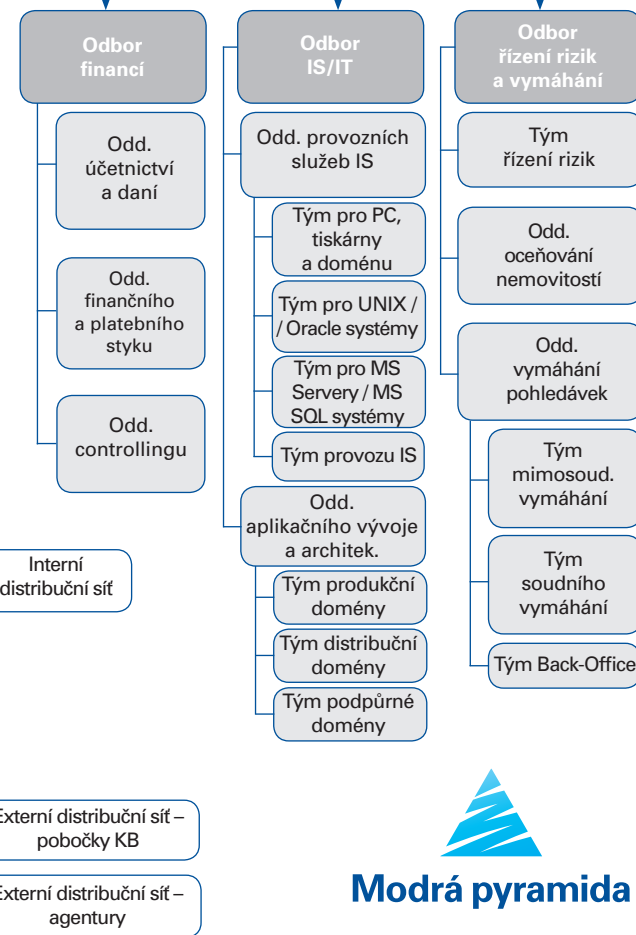 Odbor
financí
Odd.
účetnictví
a daní
Odd.
finančního
a platebního
styku
Odd.
controllingu
Interní
distribuční síť
Externí distribuční síť –
pobočky KB
Externí distribuční síť –
agentury
Odbor
IS/IT
Odd. provozních
služeb IS
Tým pro PC,
tiskárny
a doménu
Tým pro UNIX /
/ Oracle systémy
Tým pro MS
Servery / MS
SQL systémy
Tým provozu IS
Odd.
aplikačního vývoje
a architek.
Tým produkční
domény
Tým distribuční
domény
Tým podpůrné
domény
Odbor
řízení rizik
a vymáhání
Tým
řízení rizik
Odd.
oceňování
nemovitostí
Odd.
vymáhání
pohledávek
Tým
mimosoud.
vymáhání
Tým
soudního
vymáhání
Tým Back-Office
Modrá pyramida